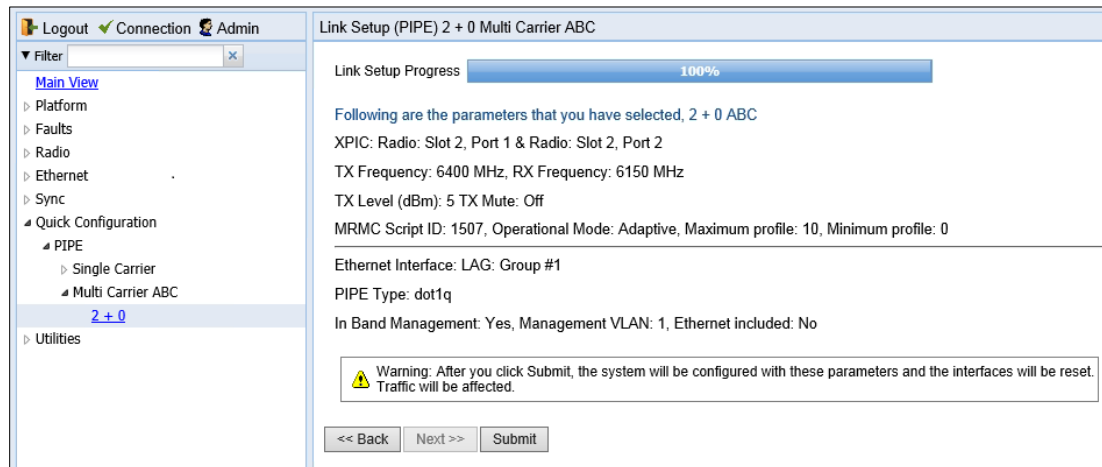 Logout Connection Admin
Filter
Main View
Platform
Faults
Radio
Ethernet
Sync
Quick Configuration
PIPE
Single Carrier
Multi Carrier ABC
2 + 0
Utilities
Link Setup (PIPE) 2 + 0 Multi Carrier ABC
Link Setup Progress 100%
Following are the parameters that you have selected, 2 + 0 ABC
XPIC: Radio: Slot 2, Port 1 & Radio: Slot 2, Port 2
TX Frequency: 6400 MHz, RX Frequency: 6150 MHz
TX Level (dBm): 5 TX Mute: Off
MRMC Script ID: 1507, Operational Mode: Adaptive, Maximum profile: 10, Minimum profile: 0
Ethernet Interface: LAG: Group #1
PIPE Type: dot1q
In Band Management: Yes, Management VLAN: 1, Ethernet included: No
Warning: After you click Submit, the system will be configured with these parameters and the interfaces will be reset.
Traffic will be affected.
<< Back Next >> Submit